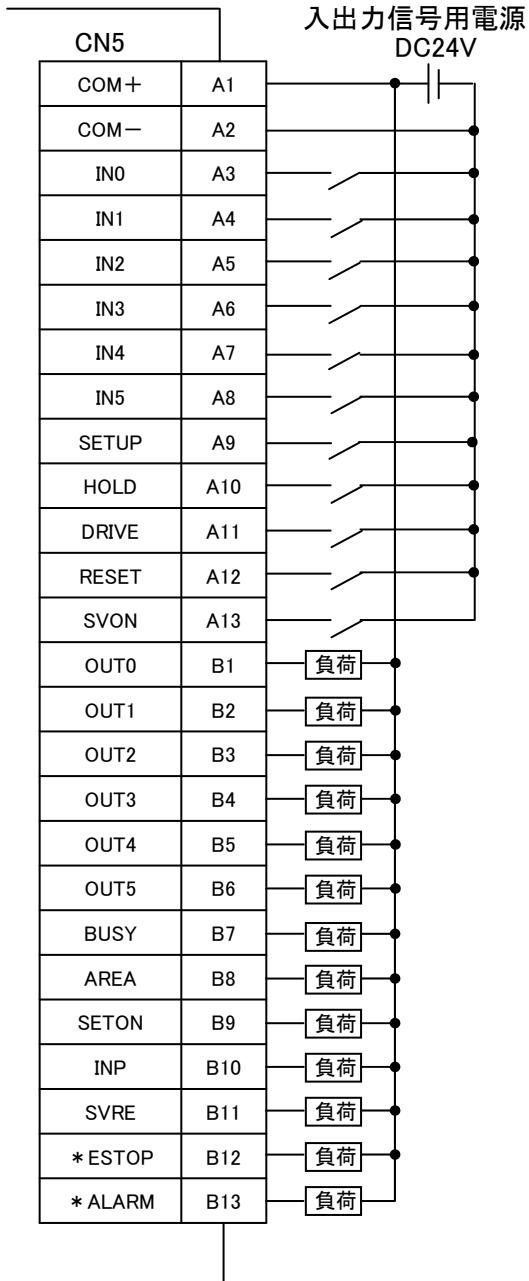 入出力信号用電源
DC24V
CN5
COM＋ A1
COM－ A2
IN0 A3
IN1 A4
IN2 A5
IN3 A6
IN4 A7
IN5 A8
SETUP A9
HOLD A10
DRIVE A11
RESET A12
SVON A13
OUT0 B1 負荷
OUT1 B2 負荷
OUT2 B3 負荷
OUT3 B4 負荷
OUT4 B5 負荷
OUT5 B6 負荷
BUSY B7 負荷
AREA B8 負荷
SETON B9 負荷
INP B10 負荷
SVRE B11 負荷
＊ESTOP B12 負荷
＊ALARM B13 負荷